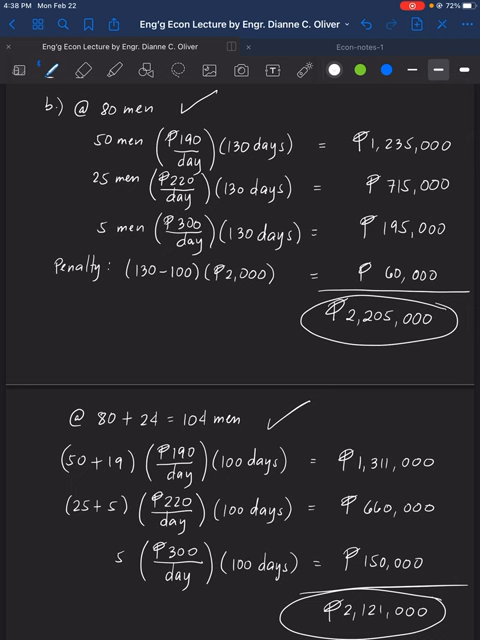 4:38 PM Mon Feb 22
72%
Eng'g Econ Lecture by Engr. Dianne C. Oliver
Eng'g Econ Lecture by Engr. Dianne C. Oliver
Econ-notes-1
b.) @ 80 men ✓
50 men (₱190/day)(130 days) = ₱1,235,000
25 men (₱220/day)(130 days) = ₱715,000
5 men (₱300/day)(130 days) = ₱195,000
Penalty: (130-100)(₱2,000) = ₱ 60,000
₱2,205,000
@ 80 + 24 = 104 men ✓
(50+19) (₱190/day)(100 days) = ₱1,311,000
(25+5) (₱220/day)(100 days) = ₱660,000
5 (₱300/day)(100 days) = ₱150,000
₱2,121,000